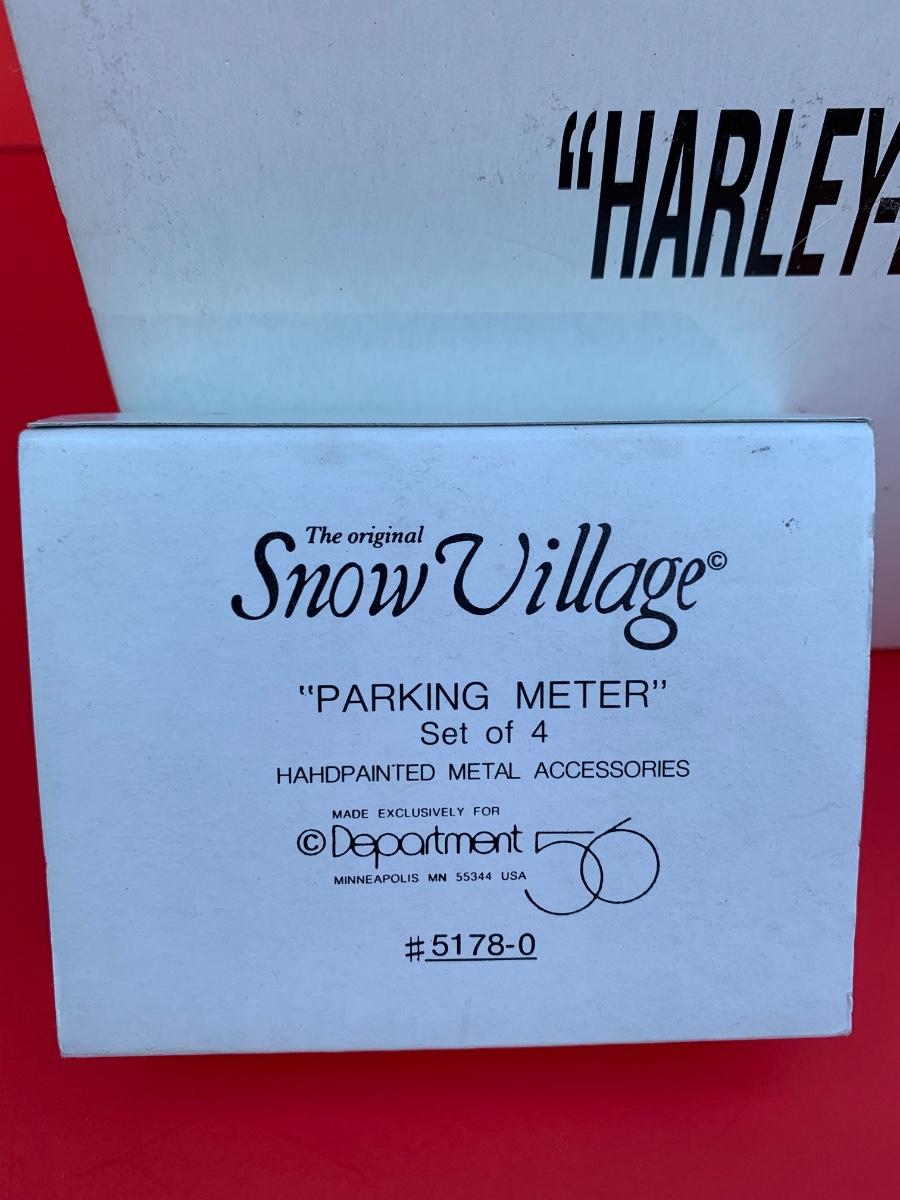 “HARLEY-
The original
Snow Village©
"PARKING METER"
Set of 4
HAHDPAINTED METAL ACCESSORIES
MADE EXCLUSIVELY FOR
© Department 56
MINNEAPOLIS MN 55344 USA
#5178-0